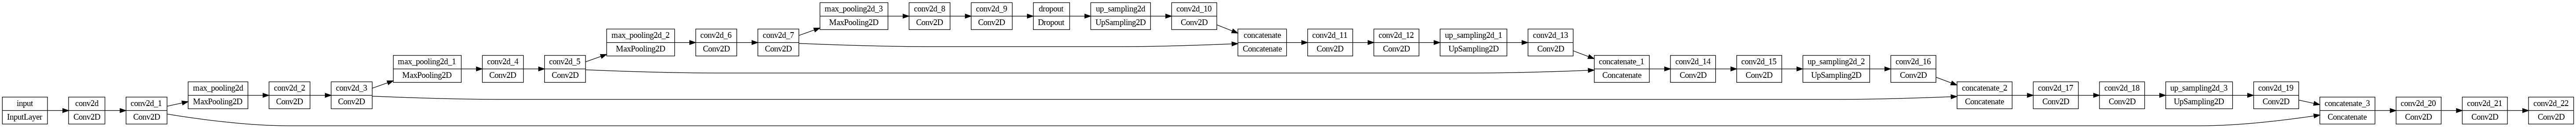 input
InputLayer
conv2d
Conv2D
conv2d_1
Conv2D
max_pooling2d
MaxPooling2D
conv2d_2
Conv2D
conv2d_3
Conv2D
max_pooling2d_1
MaxPooling2D
conv2d_4
Conv2D
conv2d_5
Conv2D
max_pooling2d_2
MaxPooling2D
conv2d_6
Conv2D
conv2d_7
Conv2D
max_pooling2d_3
MaxPooling2D
conv2d_8
Conv2D
conv2d_9
Conv2D
dropout
Dropout
up_sampling2d
UpSampling2D
conv2d_10
Conv2D
concatenate
Concatenate
conv2d_11
Conv2D
conv2d_12
Conv2D
up_sampling2d_1
UpSampling2D
conv2d_13
Conv2D
concatenate_1
Concatenate
conv2d_14
Conv2D
conv2d_15
Conv2D
up_sampling2d_2
UpSampling2D
conv2d_16
Conv2D
concatenate_2
Concatenate
conv2d_17
Conv2D
conv2d_18
Conv2D
up_sampling2d_3
UpSampling2D
conv2d_19
Conv2D
concatenate_3
Concatenate
conv2d_20
Conv2D
conv2d_21
Conv2D
conv2d_22
Conv2D